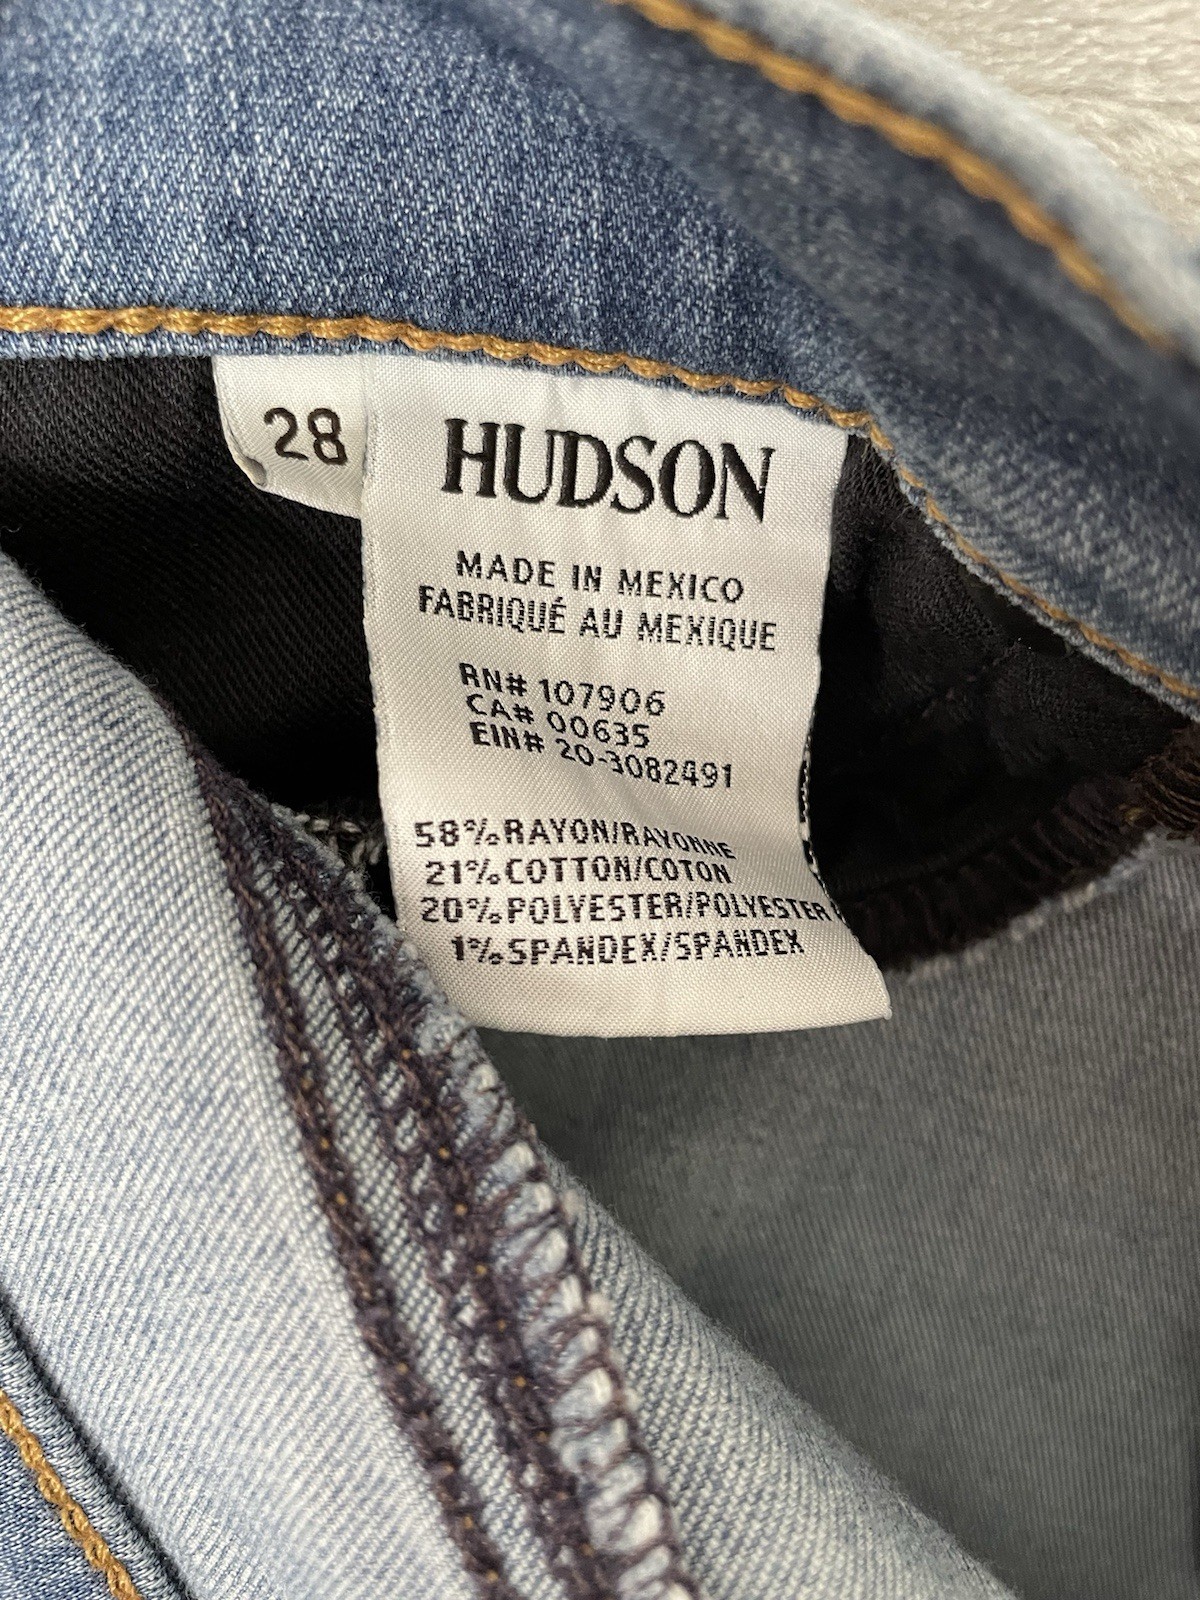 28
HUDSON
MADE IN MEXICO
FABRIQUÉ AU MEXIQUE
RN# 107906
CA# 00635
EIN# 20-3082491
58% RAYON/RAYONNE
21% COTTON/COTON
20% POLYESTER/POLYESTER
1% SPANDEX/SPANDEX